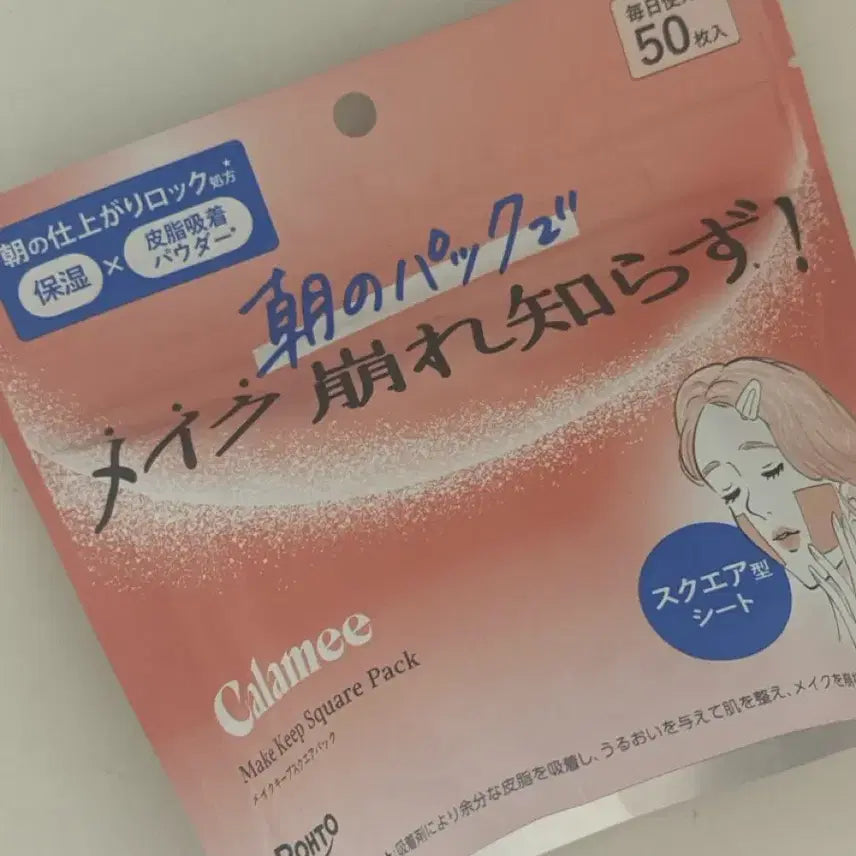 毎日使
50枚入
朝の仕上がりロック処方*
保湿×皮脂吸着パウダー*
朝のパックで
メイク崩れ知らず!
スクエア型
シート
Calamee
Make Keep Square Pack
メイクキープスクエアパック
吸着剤により余分な皮脂を吸着し、うるおいを与えて肌を整え、メイクを
ROHTO